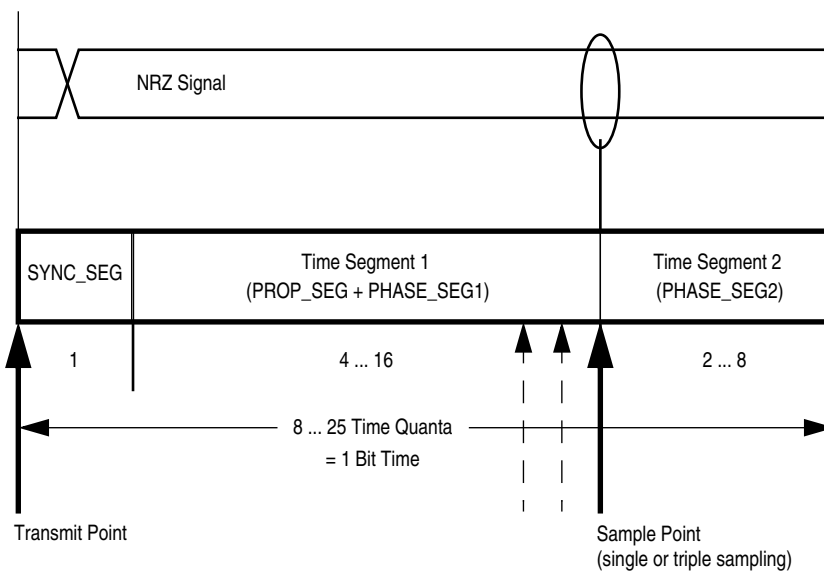 NRZ Signal
SYNC_SEG
Time Segment 1
(PROP_SEG + PHASE_SEG1)
Time Segment 2
(PHASE_SEG2)
1
4 ... 16
2 ... 8
8 ... 25 Time Quanta
= 1 Bit Time
Transmit Point
Sample Point
(single or triple sampling)